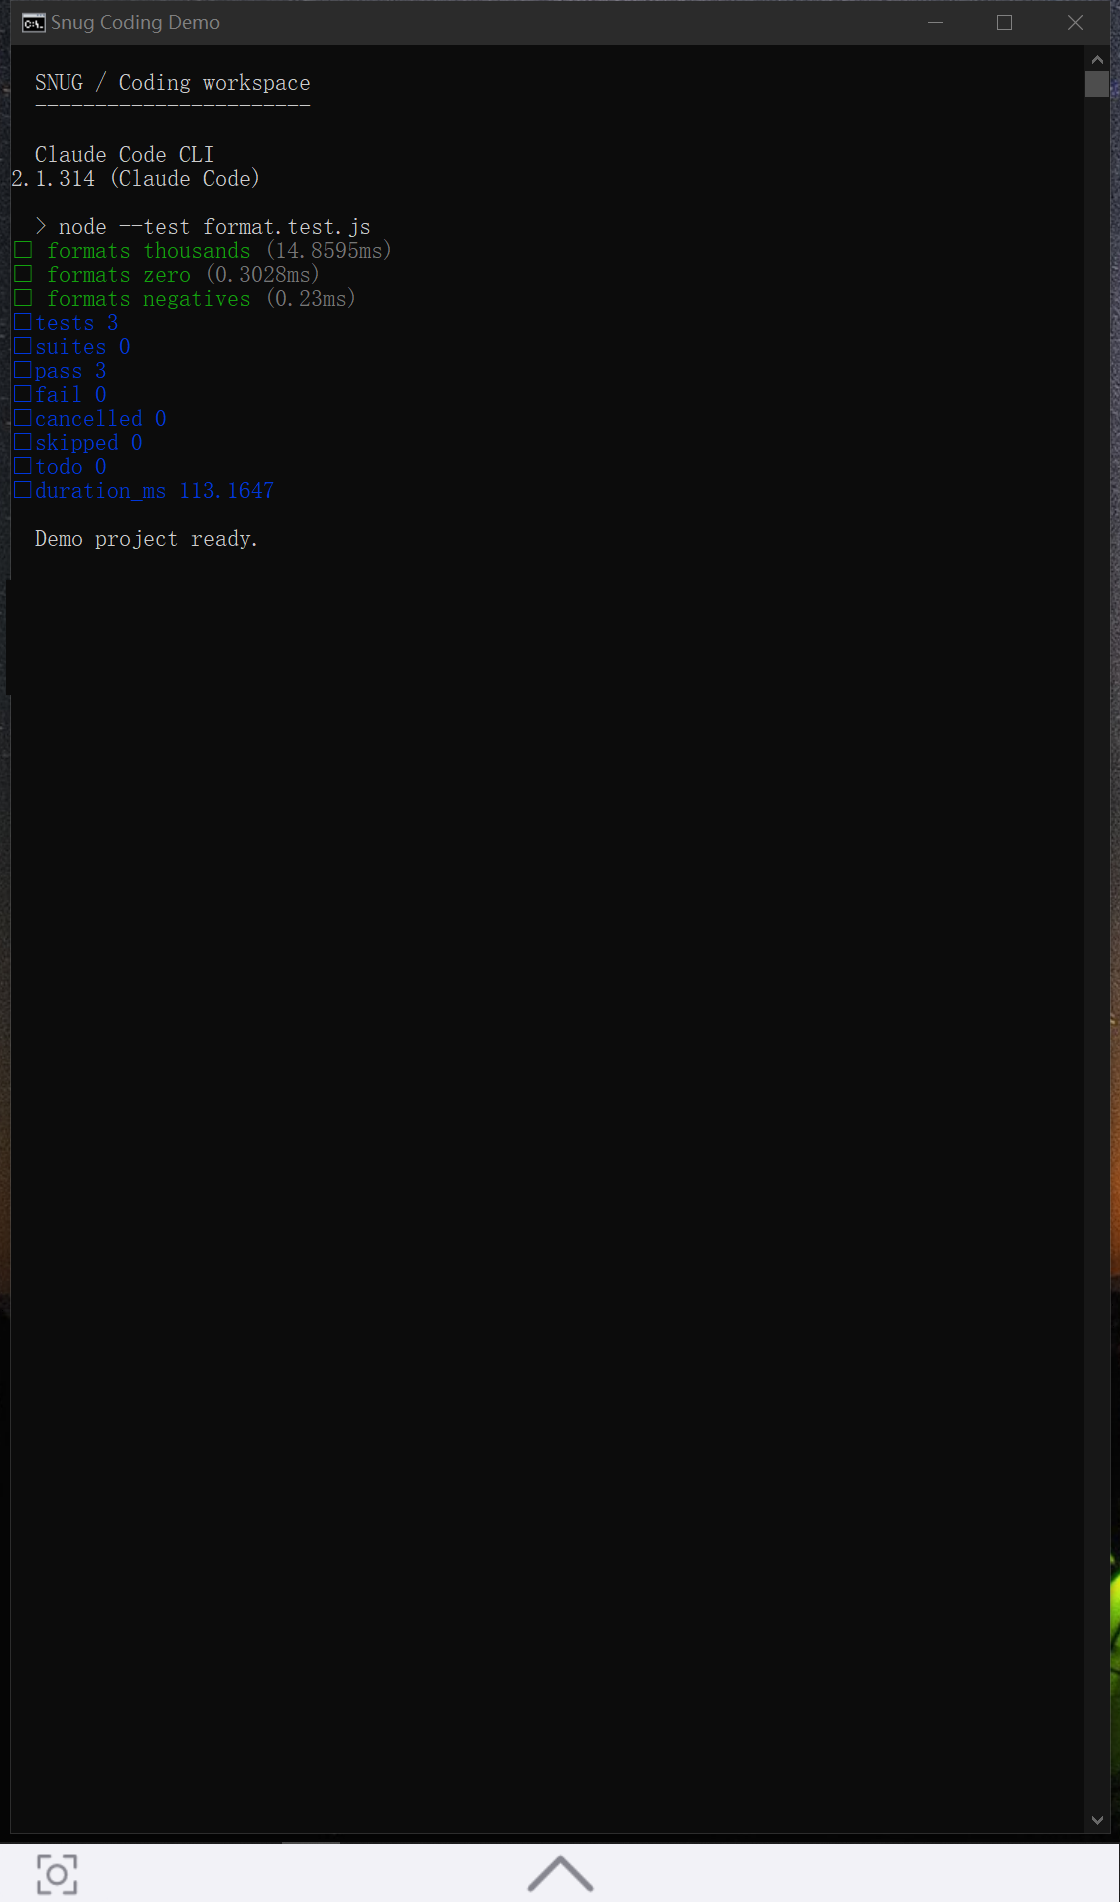 Snug Coding Demo
SNUG / Coding workspace
-----------------------
Claude Code CLI
2.1.314 (Claude Code)
> node --test format.test.js
□ formats thousands (14.8595ms)
□ formats zero (0.3028ms)
□ formats negatives (0.23ms)
□tests 3
□suites 0
□pass 3
□fail 0
□cancelled 0
□skipped 0
□todo 0
□duration_ms 113.1647
Demo project ready.